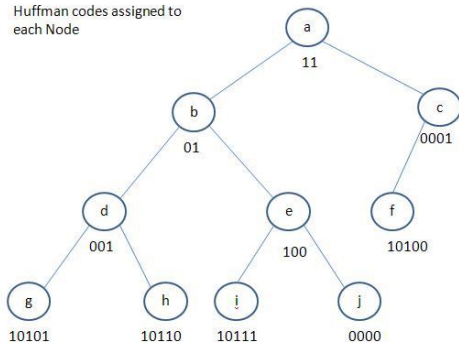 Huffman codes assigned to
each Node
a
11
b
01
c
0001
d
001
e
100
f
10100
g
10101
h
10110
i
10111
j
0000